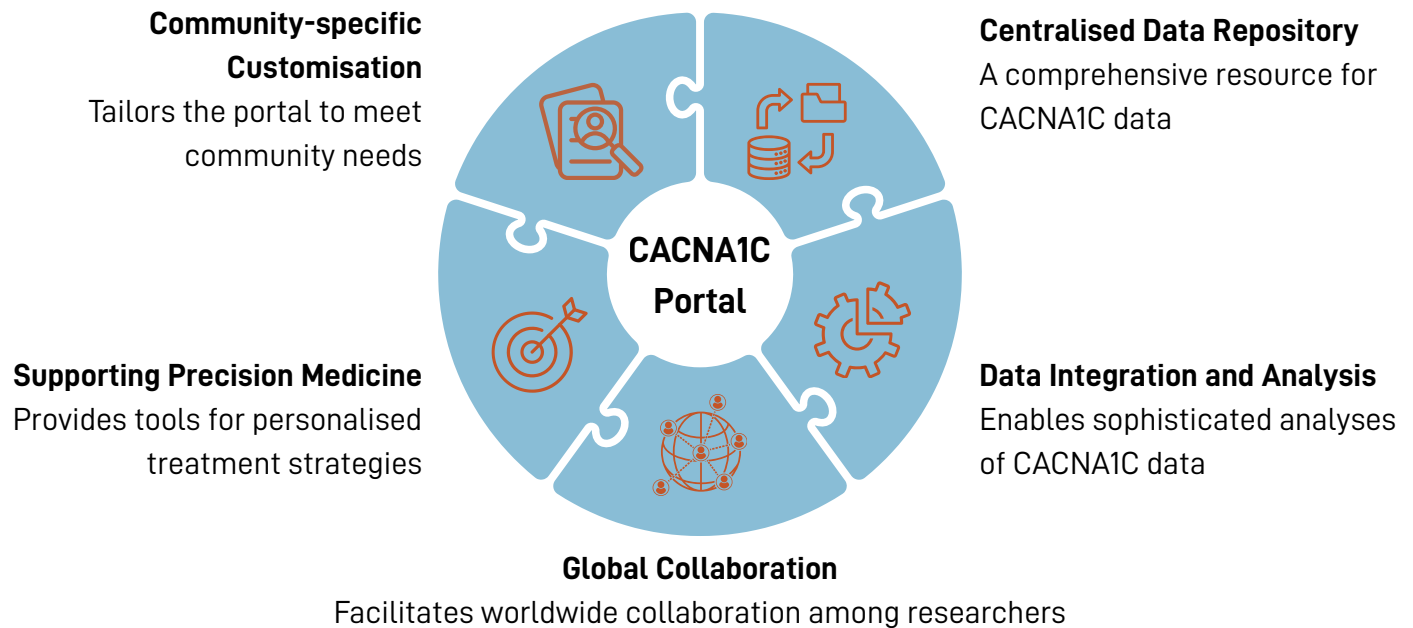 Community-specific
Customisation
Tailors the portal to meet
community needs
Centralised Data Repository
A comprehensive resource for
CACNA1C data
CACNA1C
Portal
Supporting Precision Medicine
Provides tools for personalised
treatment strategies
Data Integration and Analysis
Enables sophisticated analyses
of CACNA1C data
Global Collaboration
Facilitates worldwide collaboration among researchers